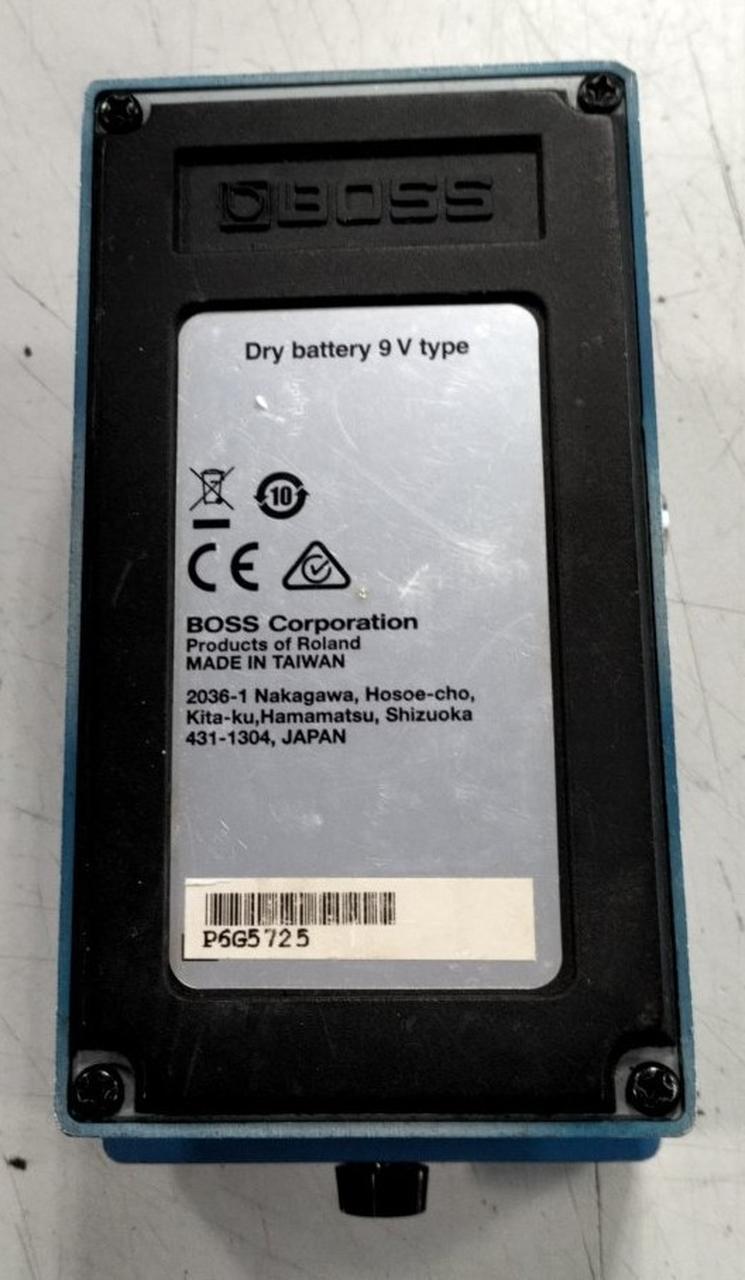 BOSS
Dry battery 9 V type
10
CE
BOSS Corporation
Products of Roland
MADE IN TAIWAN
2036-1 Nakagawa, Hosoe-cho,
Kita-ku,Hamamatsu, Shizuoka
431-1304, JAPAN
P6G5725